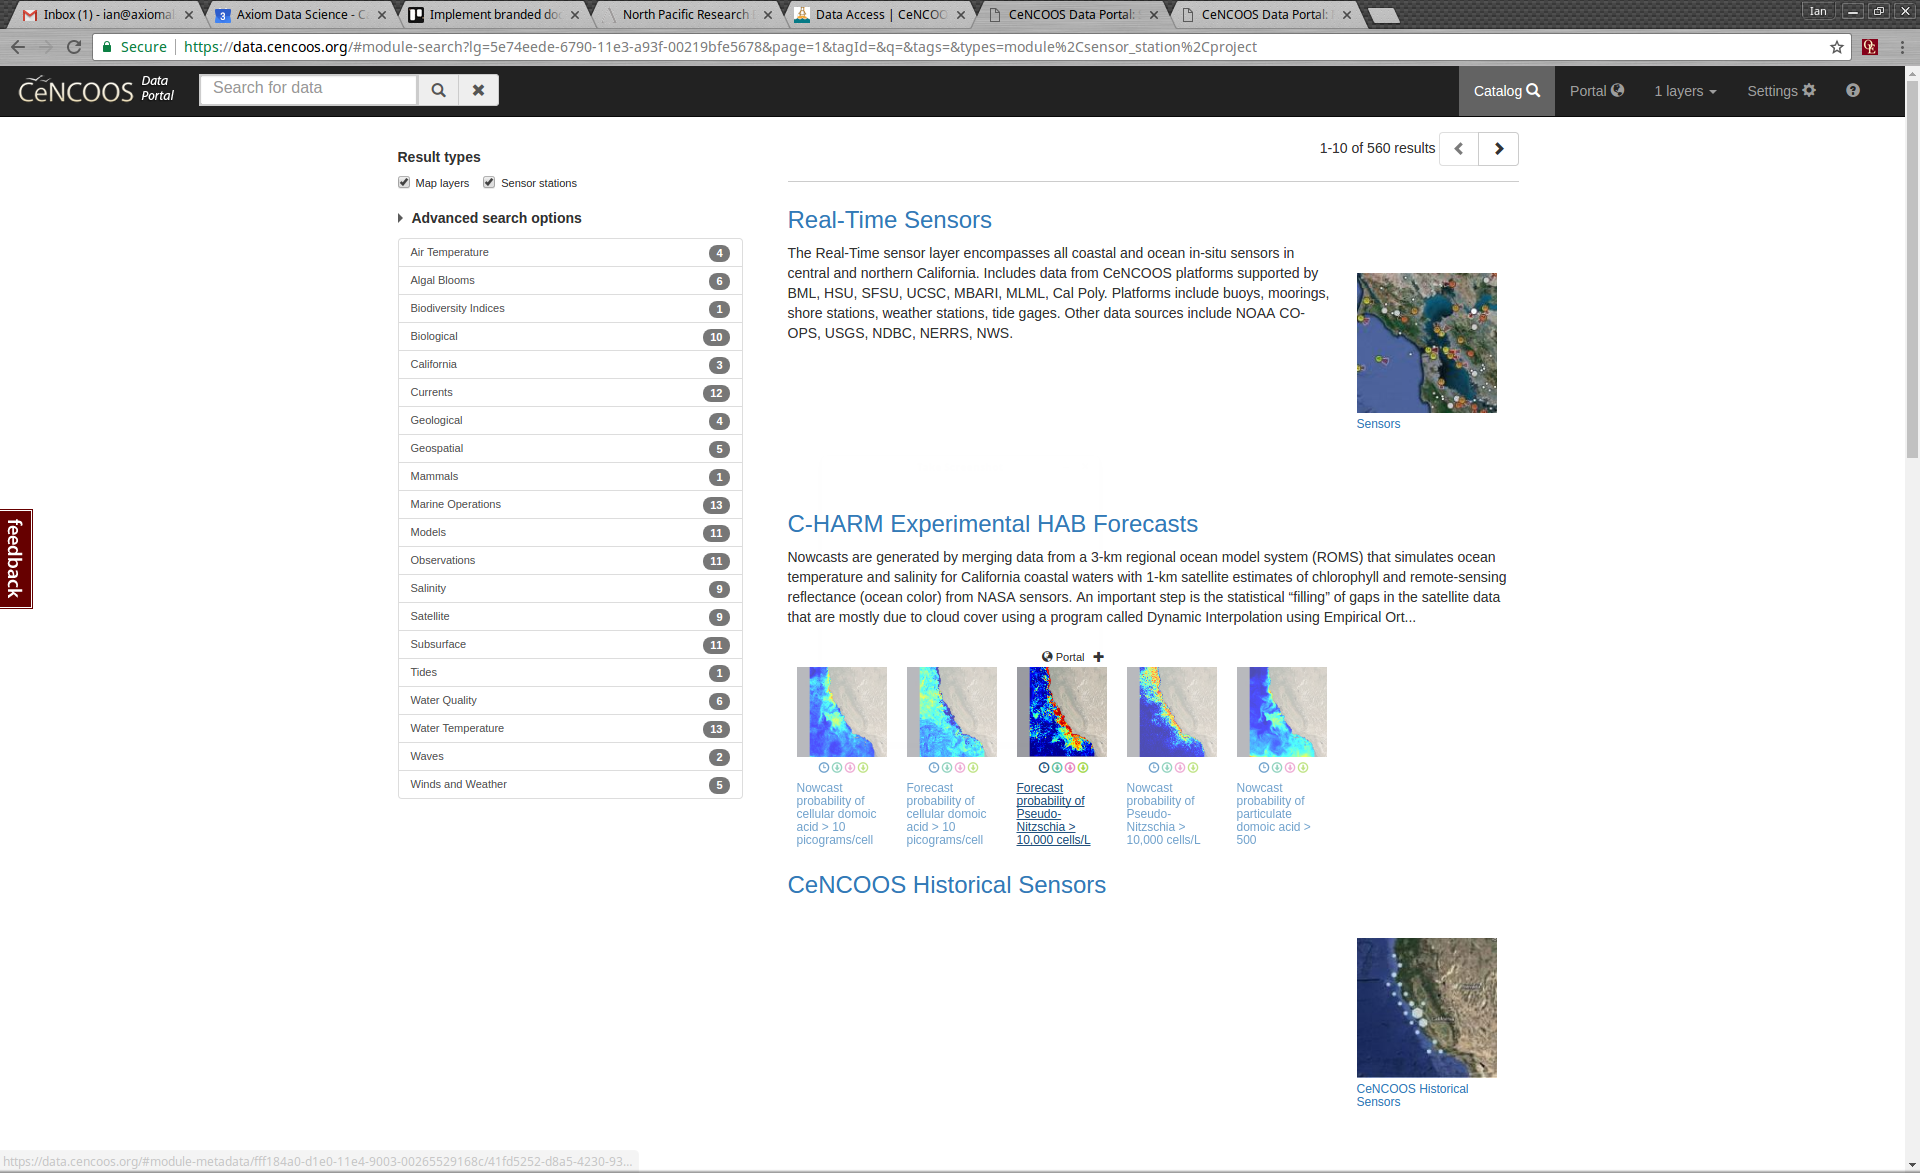 Inbox (1) - ian@axiomal
Axiom Data Science - C
Implement branded do
North Pacific Research
Data Access | CeNCOO
CeNCOOS Data Portal:
CeNCOOS Data Portal:
Ian
Secure
https://data.cencoos.org/#module-search?lg=5e74eede-6790-11e3-a93f-00219bfe5678&page=1&tagId=&q=&tags=&types=module%2Csensor_station%2Cproject
CeNCOOS Data Portal
Search for data
Catalog
Portal
1 layers
Settings
Result types
Map layers
Sensor stations
Advanced search options
Air Temperature 4
Algal Blooms 6
Biodiversity Indices 1
Biological 10
California 3
Currents 12
Geological 4
Geospatial 5
Mammals 1
Marine Operations 13
Models 11
Observations 11
Salinity 9
Satellite 9
Subsurface 11
Tides 1
Water Quality 6
Water Temperature 13
Waves 2
Winds and Weather 5
feedback
1-10 of 560 results
Real-Time Sensors
The Real-Time sensor layer encompasses all coastal and ocean in-situ sensors in
central and northern California. Includes data from CeNCOOS platforms supported by
BML, HSU, SFSU, UCSC, MBARI, MLML, Cal Poly. Platforms include buoys, moorings,
shore stations, weather stations, tide gages. Other data sources include NOAA CO-
OPS, USGS, NDBC, NERRS, NWS.
Sensors
C-HARM Experimental HAB Forecasts
Nowcasts are generated by merging data from a 3-km regional ocean model system (ROMS) that simulates ocean
temperature and salinity for California coastal waters with 1-km satellite estimates of chlorophyll and remote-sensing
reflectance (ocean color) from NASA sensors. An important step is the statistical “filling” of gaps in the satellite data
that are mostly due to cloud cover using a program called Dynamic Interpolation using Empirical Ort...
Portal
Nowcast
probability of
cellular domoic
acid > 10
picograms/cell
Forecast
probability of
cellular domoic
acid > 10
picograms/cell
Forecast
probability of
Pseudo-
Nitzschia >
10,000 cells/L
Nowcast
probability of
Pseudo-
Nitzschia >
10,000 cells/L
Nowcast
probability of
particulate
domoic acid >
500
CeNCOOS Historical Sensors
CeNCOOS Historical
Sensors
https://data.cencoos.org/#module-metadata/fff184a0-d1e0-11e4-9003-00265529168c/41fd5252-d8a5-4230-93...